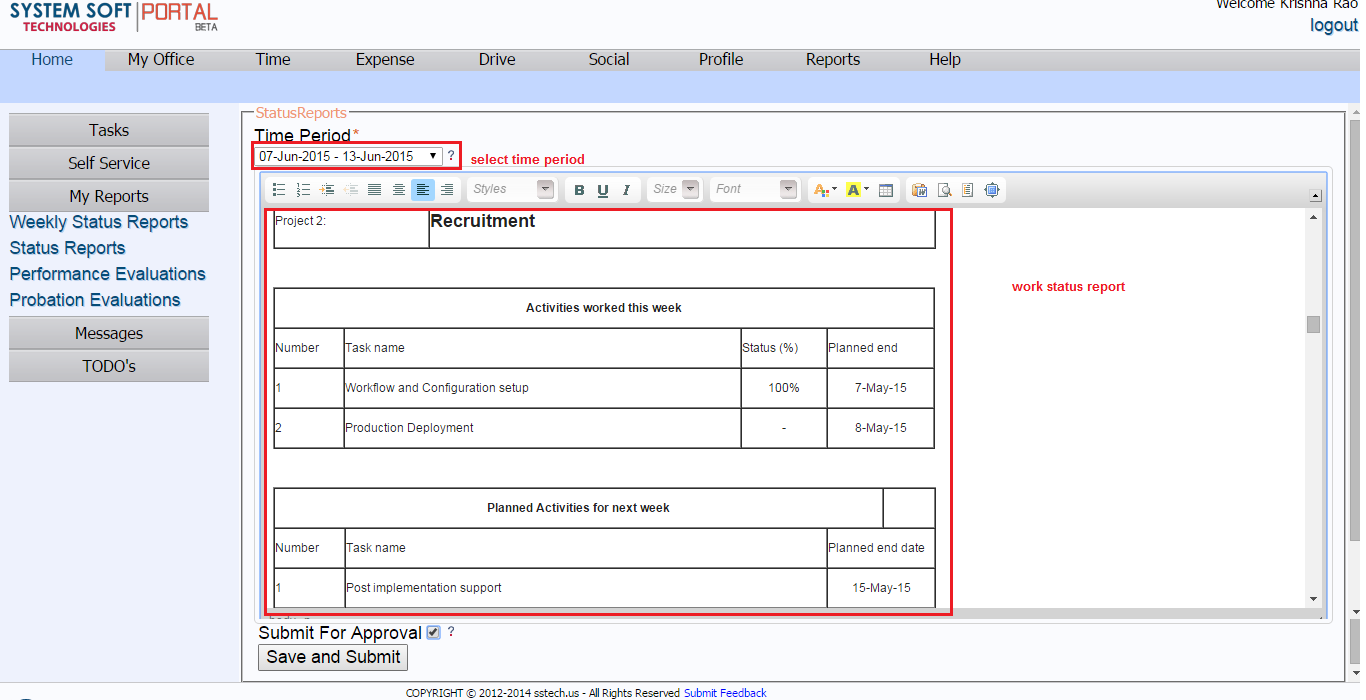 SYSTEM SOFT PORTAL
TECHNOLOGIES BETA
Welcome Krishna Rao
logout
Home My Office Time Expense Drive Social Profile Reports Help
Tasks
Self Service
My Reports
Weekly Status Reports
Status Reports
Performance Evaluations
Probation Evaluations
Messages
TODO's
StatusReports
Time Period*
07-Jun-2015 - 13-Jun-2015 ? select time period
Styles B U I Size Font A A
Project 2: Recruitment
work status report
Activities worked this week
Number Task name Status (%) Planned end
1 Workflow and Configuration setup 100% 7-May-15
2 Production Deployment - 8-May-15
Planned Activities for next week
Number Task name Planned end date
1 Post implementation support 15-May-15
Submit For Approval ?
Save and Submit
COPYRIGHT © 2012-2014 sstech.us - All Rights Reserved Submit Feedback